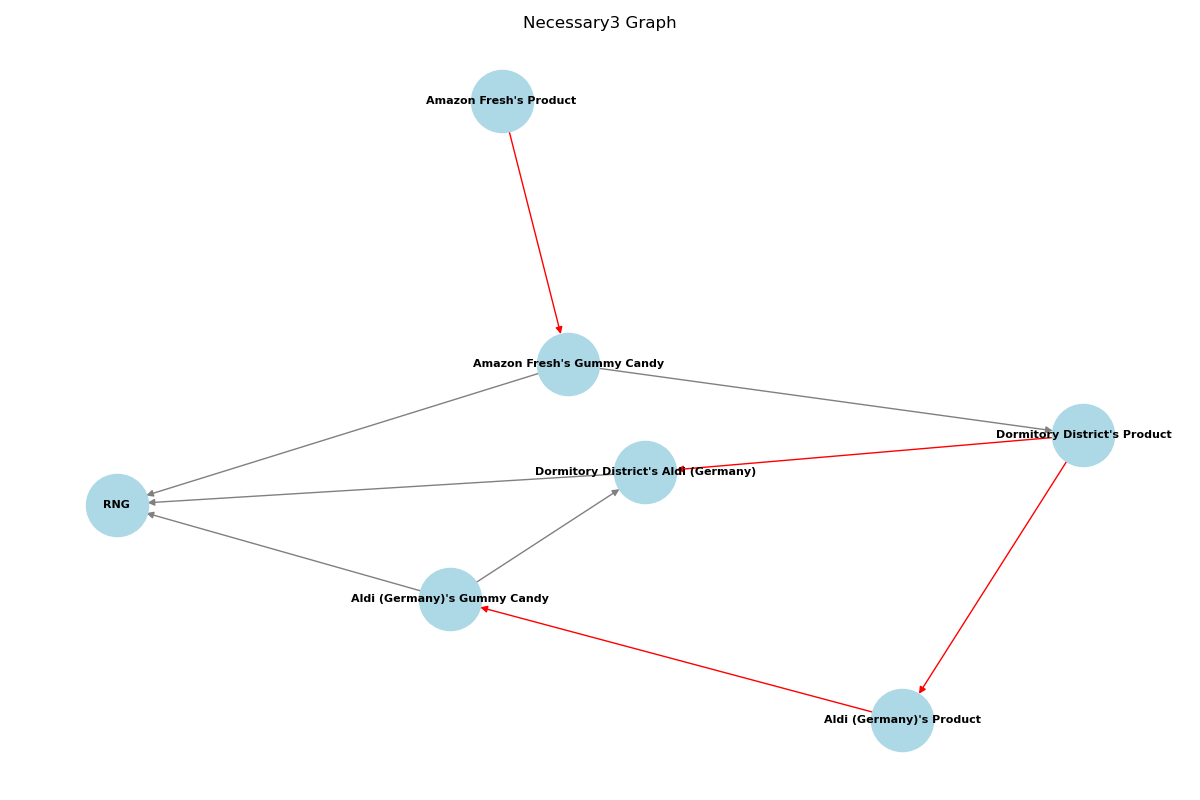 Necessary3 Graph
Amazon Fresh's Product
Amazon Fresh's Gummy Candy
Dormitory District's Product
Dormitory District's Aldi (Germany)
RNG
Aldi (Germany)'s Gummy Candy
Aldi (Germany)'s Product